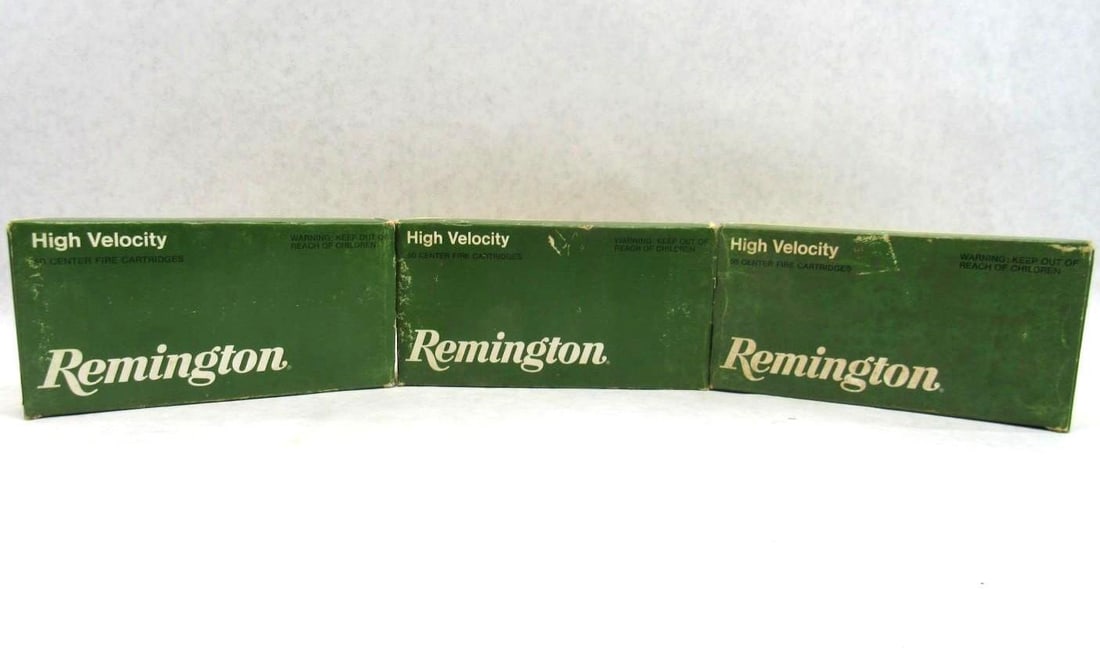 High Velocity
WARNING: KEEP OUT OF
REACH OF CHILDREN
50 CENTER FIRE CARTRIDGES
Remington
High Velocity
WARNING: KEEP OUT OF
REACH OF CHILDREN
50 CENTER FIRE CARTRIDGES
Remington
High Velocity
WARNING: KEEP OUT OF
REACH OF CHILDREN
50 CENTER FIRE CARTRIDGES
Remington